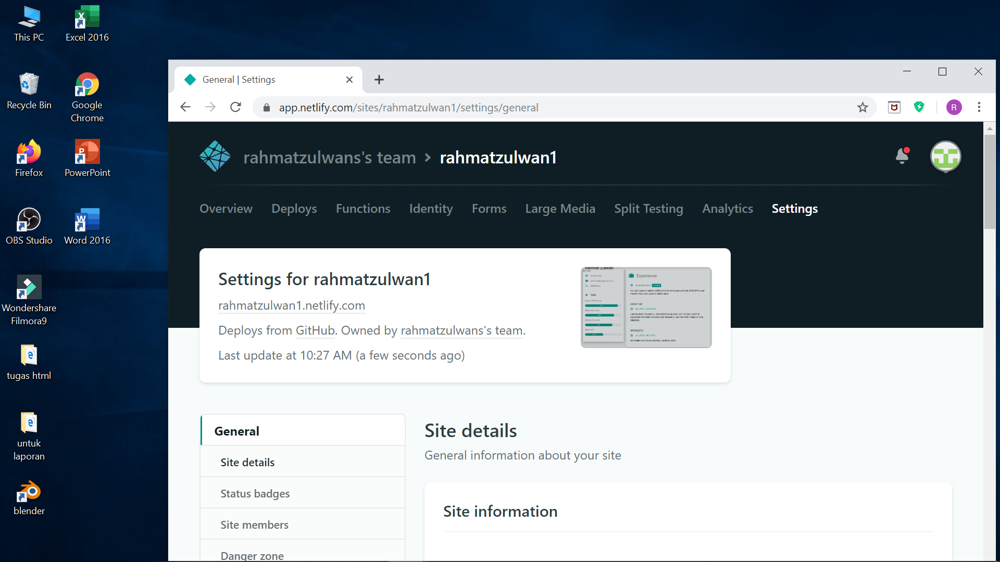 This PC
Excel 2016
Recycle Bin
Google
Chrome
Firefox
PowerPoint
OBS Studio
Word 2016
Wondershare
Filmora9
tugas html
untuk
laporan
blender
General | Settings
app.netlify.com/sites/rahmatzulwan1/settings/general
R
rahmatzulwans's team > rahmatzulwan1
Overview Deploys Functions Identity Forms Large Media Split Testing Analytics Settings
Settings for rahmatzulwan1
rahmatzulwan1.netlify.com
Deploys from GitHub. Owned by rahmatzulwans's team.
Last update at 10:27 AM (a few seconds ago)
Rahmat Zulwan
Skills
Experience
ABOUT ME
INTERESTS
General
Site details
Status badges
Site members
Danger zone
Site details
General information about your site
Site information